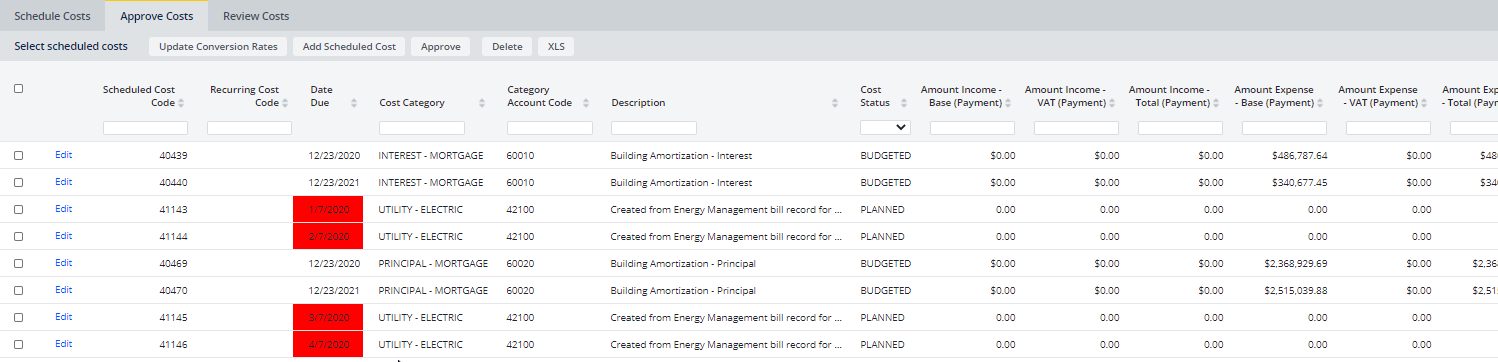 Schedule Costs Approve Costs Review Costs
Select scheduled costs Update Conversion Rates Add Scheduled Cost Approve Delete XLS
Scheduled Cost Recurring Cost Date Category Cost Amount Income - Amount Income - Amount Income - Amount Expense Amount Expense Amount Exp
Code Code Due Cost Category Account Code Description Status Base (Payment) VAT (Payment) Total (Payment) - Base (Payment) - VAT (Payment) - Total (Paym
Edit 40439 12/23/2020 INTEREST - MORTGAGE 60010 Building Amortization - Interest BUDGETED $0.00 $0.00 $0.00 $486,787.64 $0.00 $48
Edit 40440 12/23/2021 INTEREST - MORTGAGE 60010 Building Amortization - Interest BUDGETED $0.00 $0.00 $0.00 $340,677.45 $0.00 $34
Edit 41143 1/7/2020 UTILITY - ELECTRIC 42100 Created from Energy Management bill record for ... PLANNED 0.00 0.00 0.00 0.00 0.00
Edit 41144 2/7/2020 UTILITY - ELECTRIC 42100 Created from Energy Management bill record for ... PLANNED 0.00 0.00 0.00 0.00 0.00
Edit 40469 12/23/2020 PRINCIPAL - MORTGAGE 60020 Building Amortization - Principal BUDGETED $0.00 $0.00 $0.00 $2,368,929.69 $0.00 $2,36
Edit 40470 12/23/2021 PRINCIPAL - MORTGAGE 60020 Building Amortization - Principal BUDGETED $0.00 $0.00 $0.00 $2,515,039.88 $0.00 $2,51
Edit 41145 3/7/2020 UTILITY - ELECTRIC 42100 Created from Energy Management bill record for ... PLANNED 0.00 0.00 0.00 0.00 0.00
Edit 41146 4/7/2020 UTILITY - ELECTRIC 42100 Created from Energy Management bill record for ... PLANNED 0.00 0.00 0.00 0.00 0.00